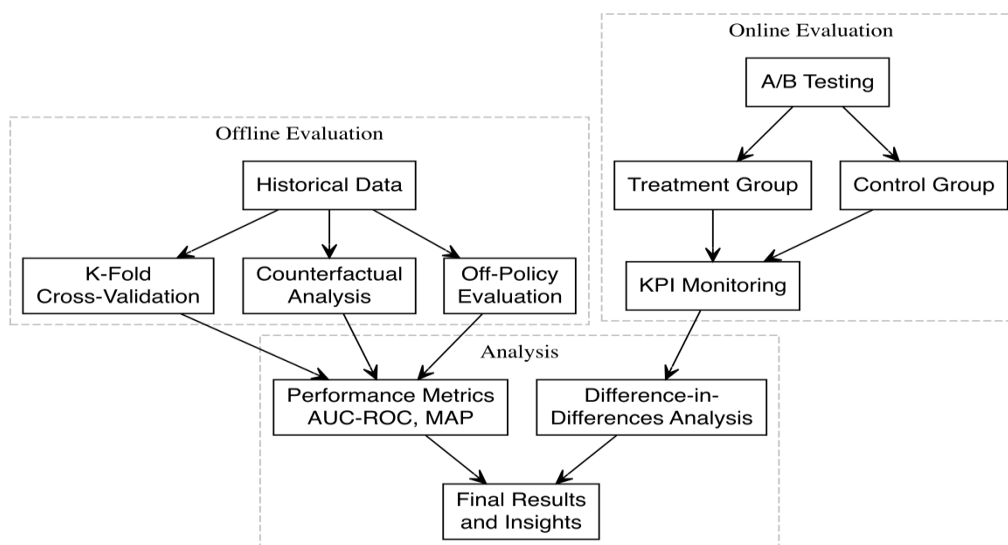 Online Evaluation
A/B Testing
Offline Evaluation
Historical Data
Treatment Group
Control Group
K-Fold
Cross-Validation
Counterfactual
Analysis
Off-Policy
Evaluation
KPI Monitoring
Analysis
Performance Metrics
AUC-ROC, MAP
Difference-in-
Differences Analysis
Final Results
and Insights